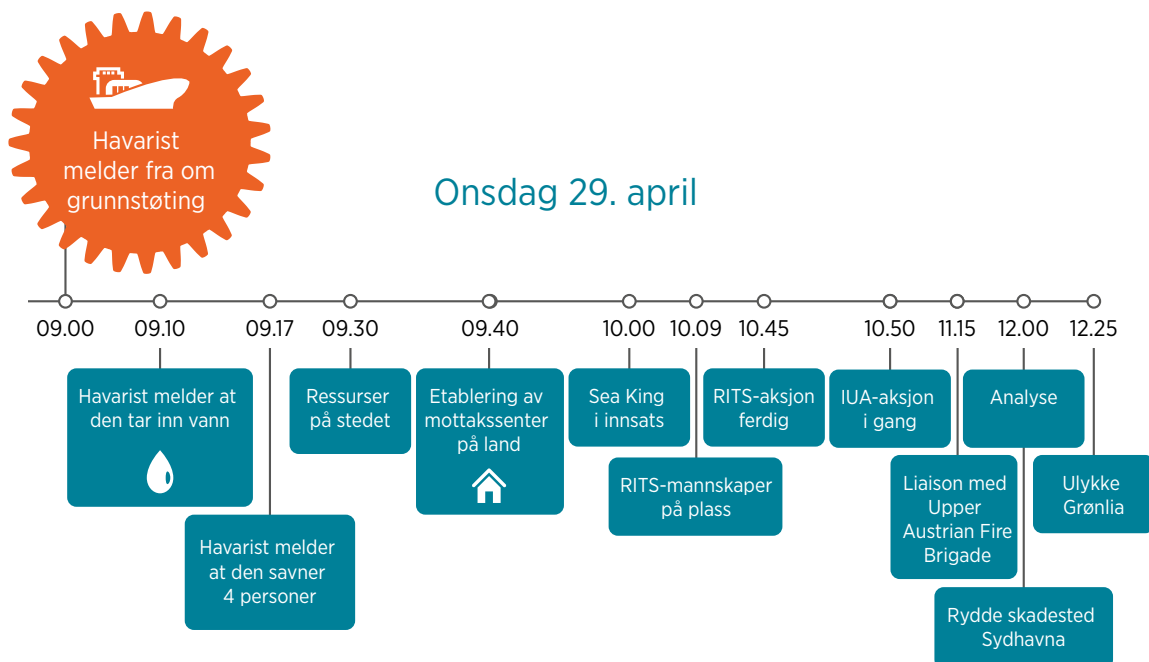 Havarist
melder fra om
grunnstøting
Onsdag 29. april
09.00
09.10
09.17
09.30
09.40
10.00
10.09
10.45
10.50
11.15
12.00
12.25
Havarist melder at
den tar inn vann
Havarist melder
at den savner
4 personer
Ressurser
på stedet
Etablering av
mottakssenter
på land
Sea King
i innsats
RITS-mannskaper
på plass
RITS-aksjon
ferdig
IUA-aksjon
i gang
Liaison med
Upper
Austrian Fire
Brigade
Analyse
Rydde skadested
Sydhavna
Ulykke
Grønlia